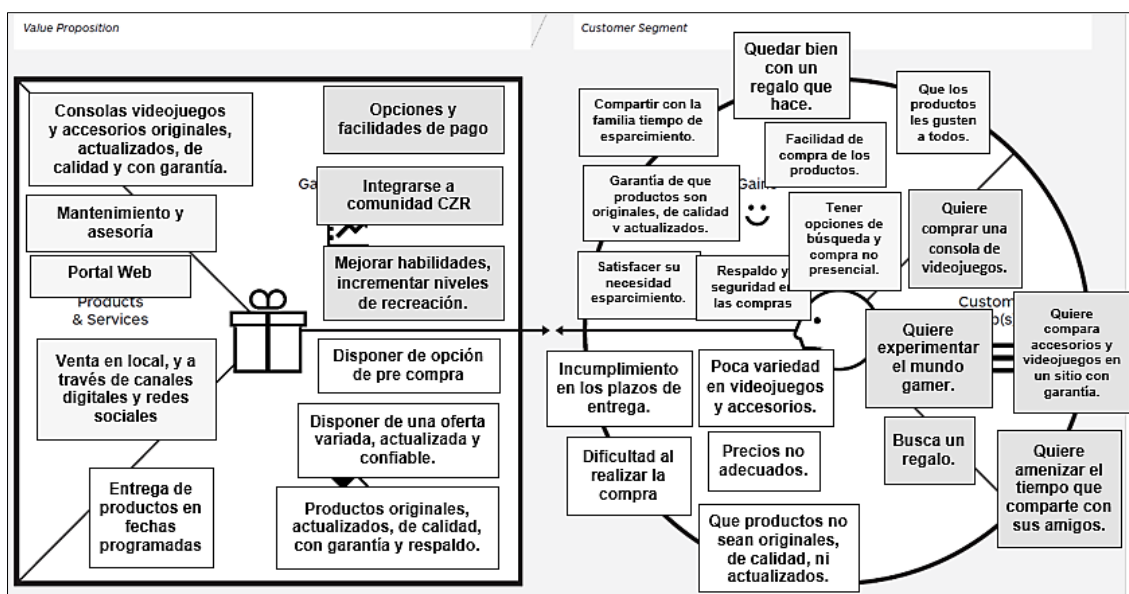 Value Proposition
Consolas videojuegos
y accesorios originales,
actualizados, de
calidad y con garantía.
Opciones y
facilidades de pago
Ga
Integrarse a
comunidad CZR
Mantenimiento y
asesoría
Mejorar habilidades,
incrementar niveles
de recreación.
Portal Web
Products
& Services
Venta en local, y a
través de canales
digitales y redes
sociales
Disponer de opción
de pre compra
Disponer de una oferta
variada, actualizada y
confiable.
Entrega de
productos en
fechas
programadas
Productos originales,
actualizados, de calidad,
con garantía y respaldo.
Customer Segment
Quedar bien
con un
regalo que
hace.
Que los
productos
les gusten
a todos.
Compartir con la
familia tiempo de
esparcimiento.
Facilidad de
compra de los
productos.
Garantía de que
productos son
originales, de calidad
y actualizados.
Gains
Tener
opciones de
búsqueda y
compra no
presencial.
Quiere
comprar una
consola de
videojuegos.
Satisfacer su
necesidad
esparcimiento.
Respaldo y
seguridad en
las compras
Custom
b(s)
Quiere
experimentar
el mundo
gamer.
Quiere
compara
accesorios y
videojuegos en
un sitio con
garantía.
Incumplimiento
en los plazos de
entrega.
Poca variedad
en videojuegos
y accesorios.
Busca un
regalo.
Quiere
amenizar el
tiempo que
comparte con
sus amigos.
Dificultad al
realizar la
compra
Precios no
adecuados.
Que productos no
sean originales,
de calidad, ni
actualizados.